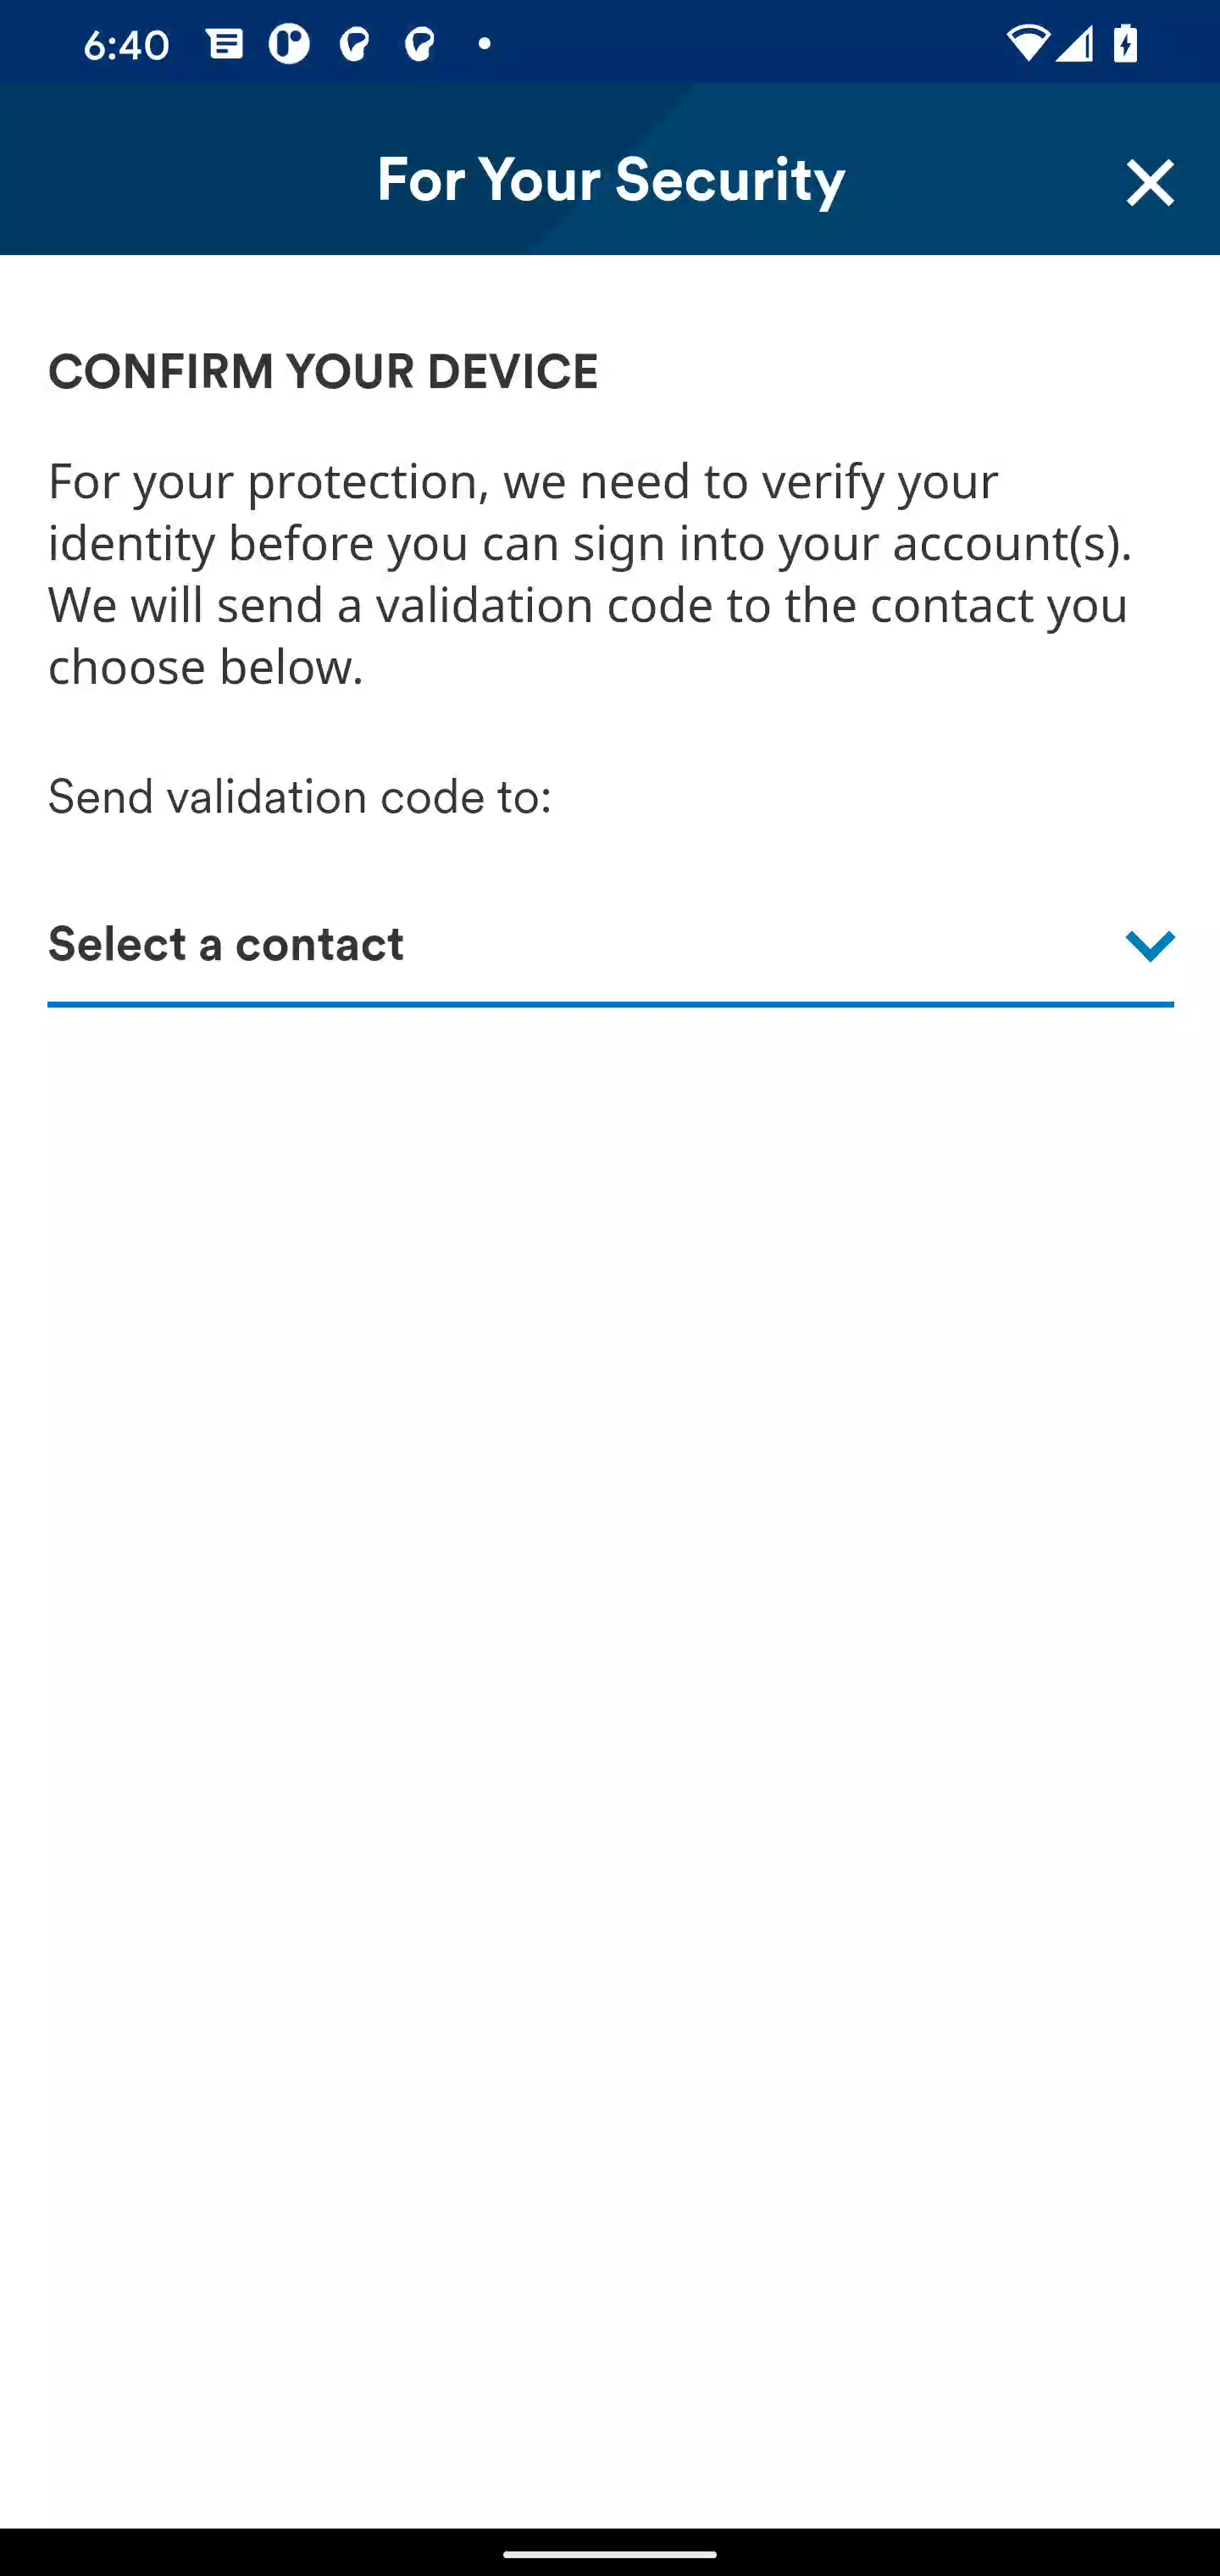 6:40
For Your Security
CONFIRM YOUR DEVICE
For your protection, we need to verify your
identity before you can sign into your account(s).
We will send a validation code to the contact you
choose below.
Send validation code to:
Select a contact